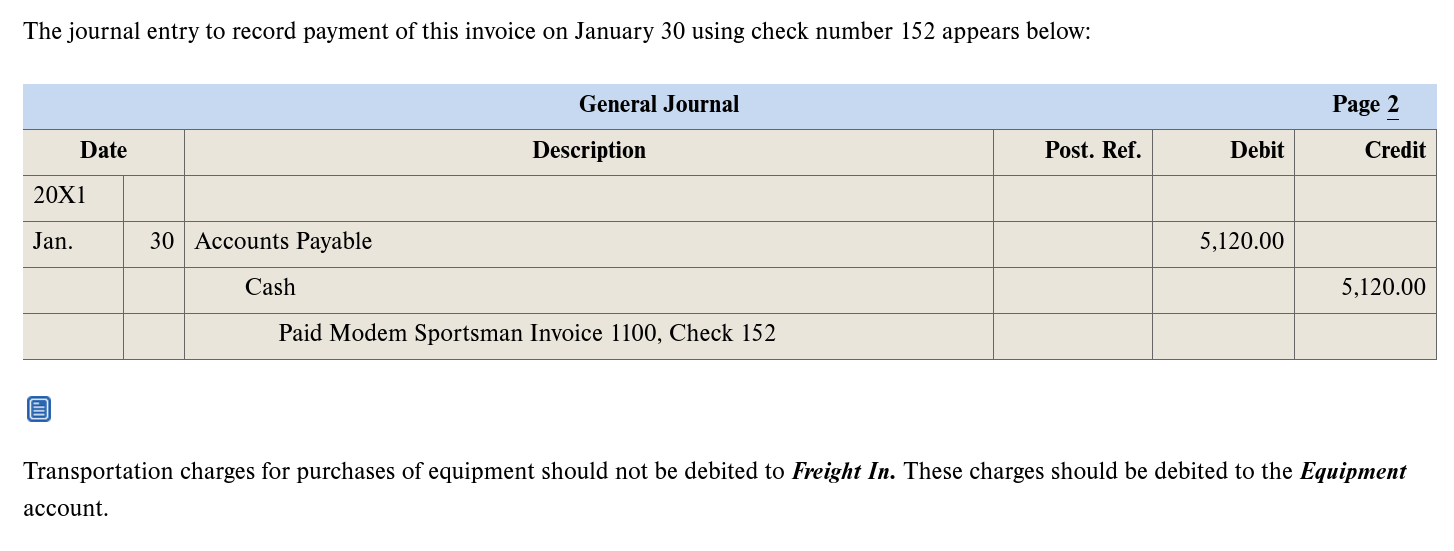 The journal entry to record payment of this invoice on January 30 using check number 152 appears below:
General Journal Page 2
Date Description Post. Ref. Debit Credit
20X1
Jan. 30 Accounts Payable 5,120.00
Cash 5,120.00
Paid Modem Sportsman Invoice 1100, Check 152
Transportation charges for purchases of equipment should not be debited to Freight In. These charges should be debited to the Equipment
account.